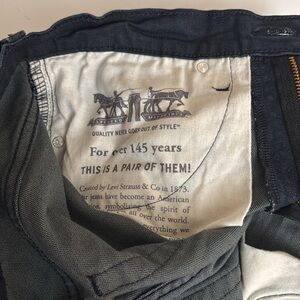 QUALITY NEVER GOES OUT OF STYLE™
For over 145 years
THIS IS A PAIR OF THEM!
Created by Levi Strauss & Co in 1873.
jeans have become an American
symbolizing the spirit of
all over the world.
Everything we